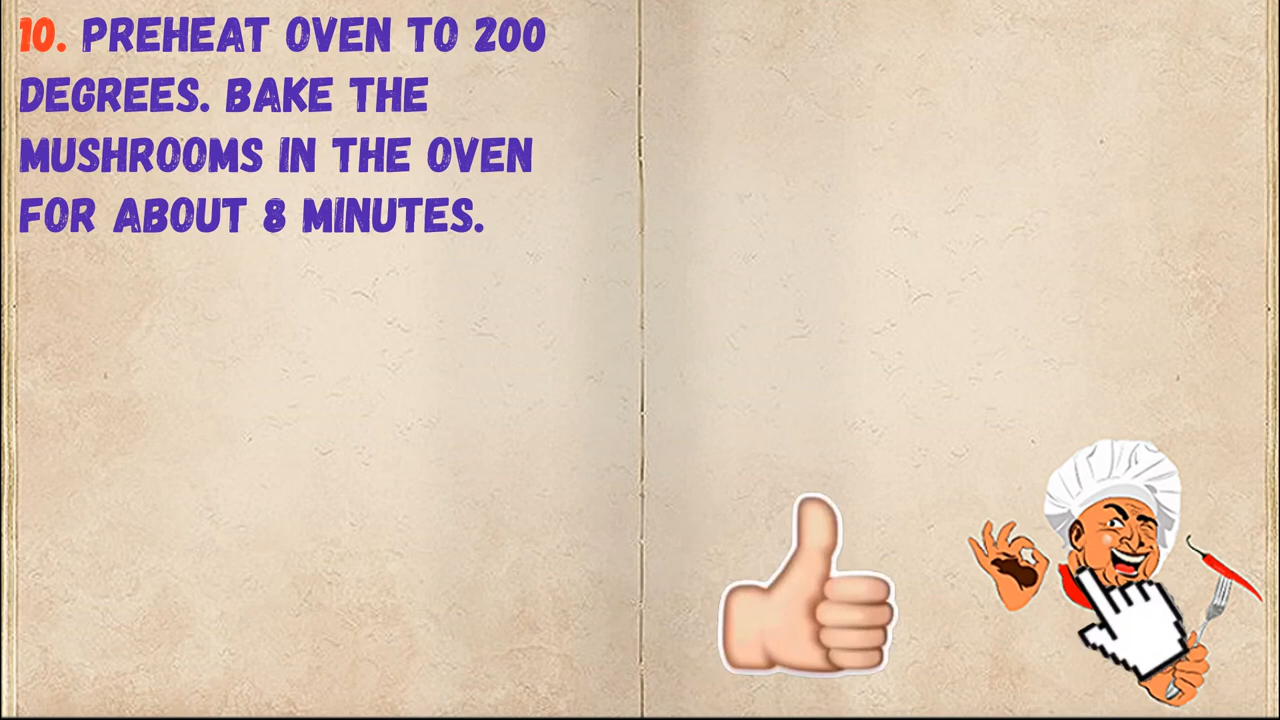 10. PREHEAT OVEN TO 200
DEGREES. BAKE THE
MUSHROOMS IN THE OVEN
FOR ABOUT 8 MINUTES.